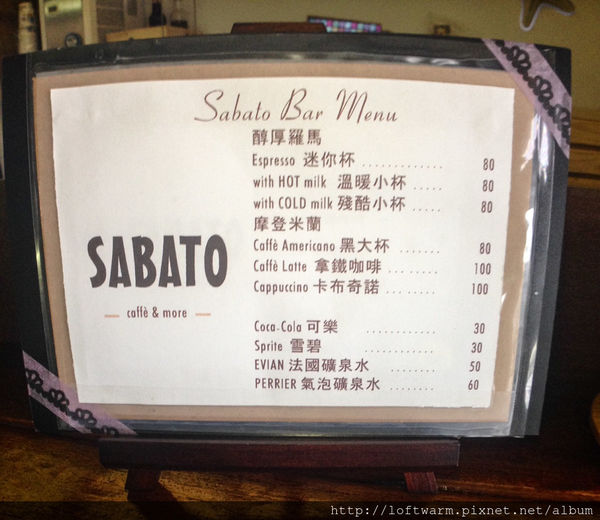 Sabato Bar Menu
醇厚羅馬
Espresso 迷你杯 ............. 80
with HOT milk 溫暖小杯 ..... 80
with COLD milk 殘酷小杯 ..... 80
摩登米蘭
Caffè Americano 黑大杯 ....... 80
Caffè Latte 拿鐵咖啡 ... ..... 100
Cappuccino 卡布奇諾 ... ..... 100
SABATO
caffè & more
Coca-Cola 可樂 ............ 30
Sprite 雪碧 ............ 30
EVIAN 法國礦泉水 ........ 50
PERRIER 氣泡礦泉水 ........ 60
http://loftwarm.pixnet.net/album